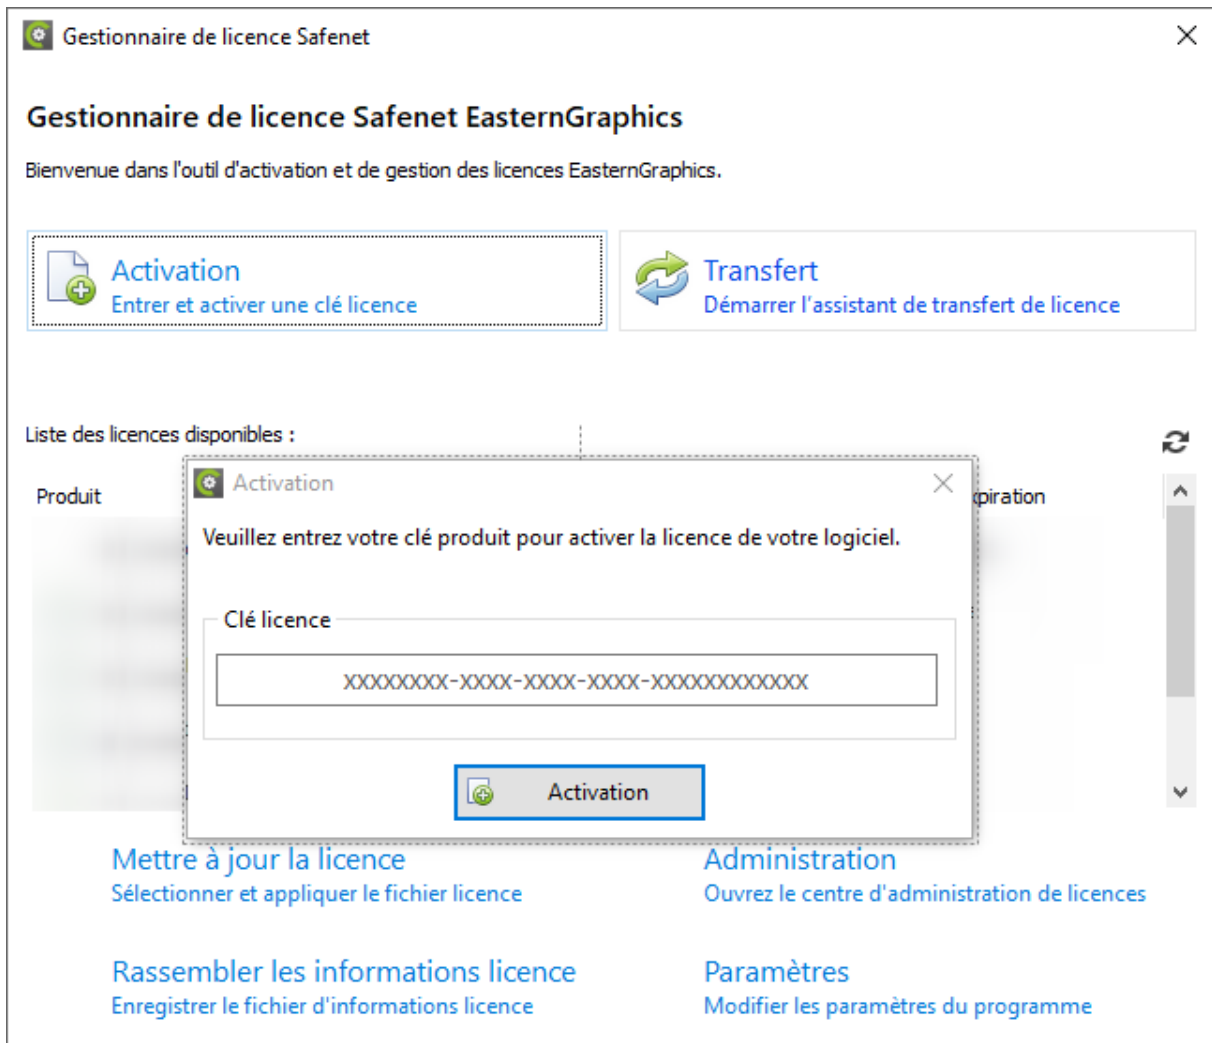 Gestionnaire de licence Safenet
Gestionnaire de licence Safenet EasternGraphics
Bienvenue dans l'outil d'activation et de gestion des licences EasternGraphics.
Activation
Entrer et activer une clé licence
Transfert
Démarrer l'assistant de transfert de licence
Liste des licences disponibles :
Produit
xpiration
Activation
Veuillez entrez votre clé produit pour activer la licence de votre logiciel.
Clé licence
XXXXXXXX-XXXX-XXXX-XXXX-XXXXXXXXXXXX
Activation
Mettre à jour la licence
Sélectionner et appliquer le fichier licence
Administration
Ouvrez le centre d'administration de licences
Rassembler les informations licence
Enregistrer le fichier d'informations licence
Paramètres
Modifier les paramètres du programme